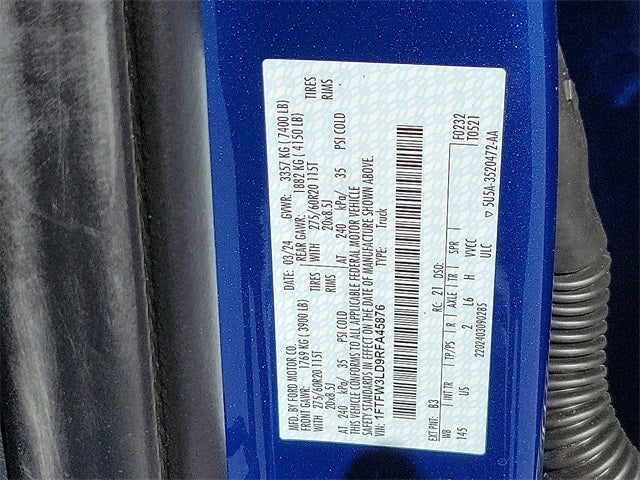 MFD. BY FORD MOTOR CO.
DATE: 03/24 GVWR: 3357 KG ( 7400 LB)
FRONT GAWR: 1769 KG ( 3900 LB) REAR GAWR: 1882 KG ( 4150 LB)
WITH 275/60R20 115T TIRES WITH 275/60R20 115T TIRES
20x8.5J RIMS 20x8.5J RIMS
AT 240 kPa/ 35 PSI COLD AT 240 kPa/ 35 PSI COLD
THIS VEHICLE CONFORMS TO ALL APPLICABLE FEDERAL MOTOR VEHICLE
SAFETY STANDARDS IN EFFECT ON THE DATE OF MANUFACTURE SHOWN ABOVE.
VIN: 1FTFW3LD9RFA45876 TYPE: Truck
F0232
EXT PNT: B3 RC: 21 DSO: T0521
WB INT TR TP/PS R AXLE TR SPR
145 US 2 L6 H VVCC
2202403090285 ULC
▽ 5U5A-3520472-AA